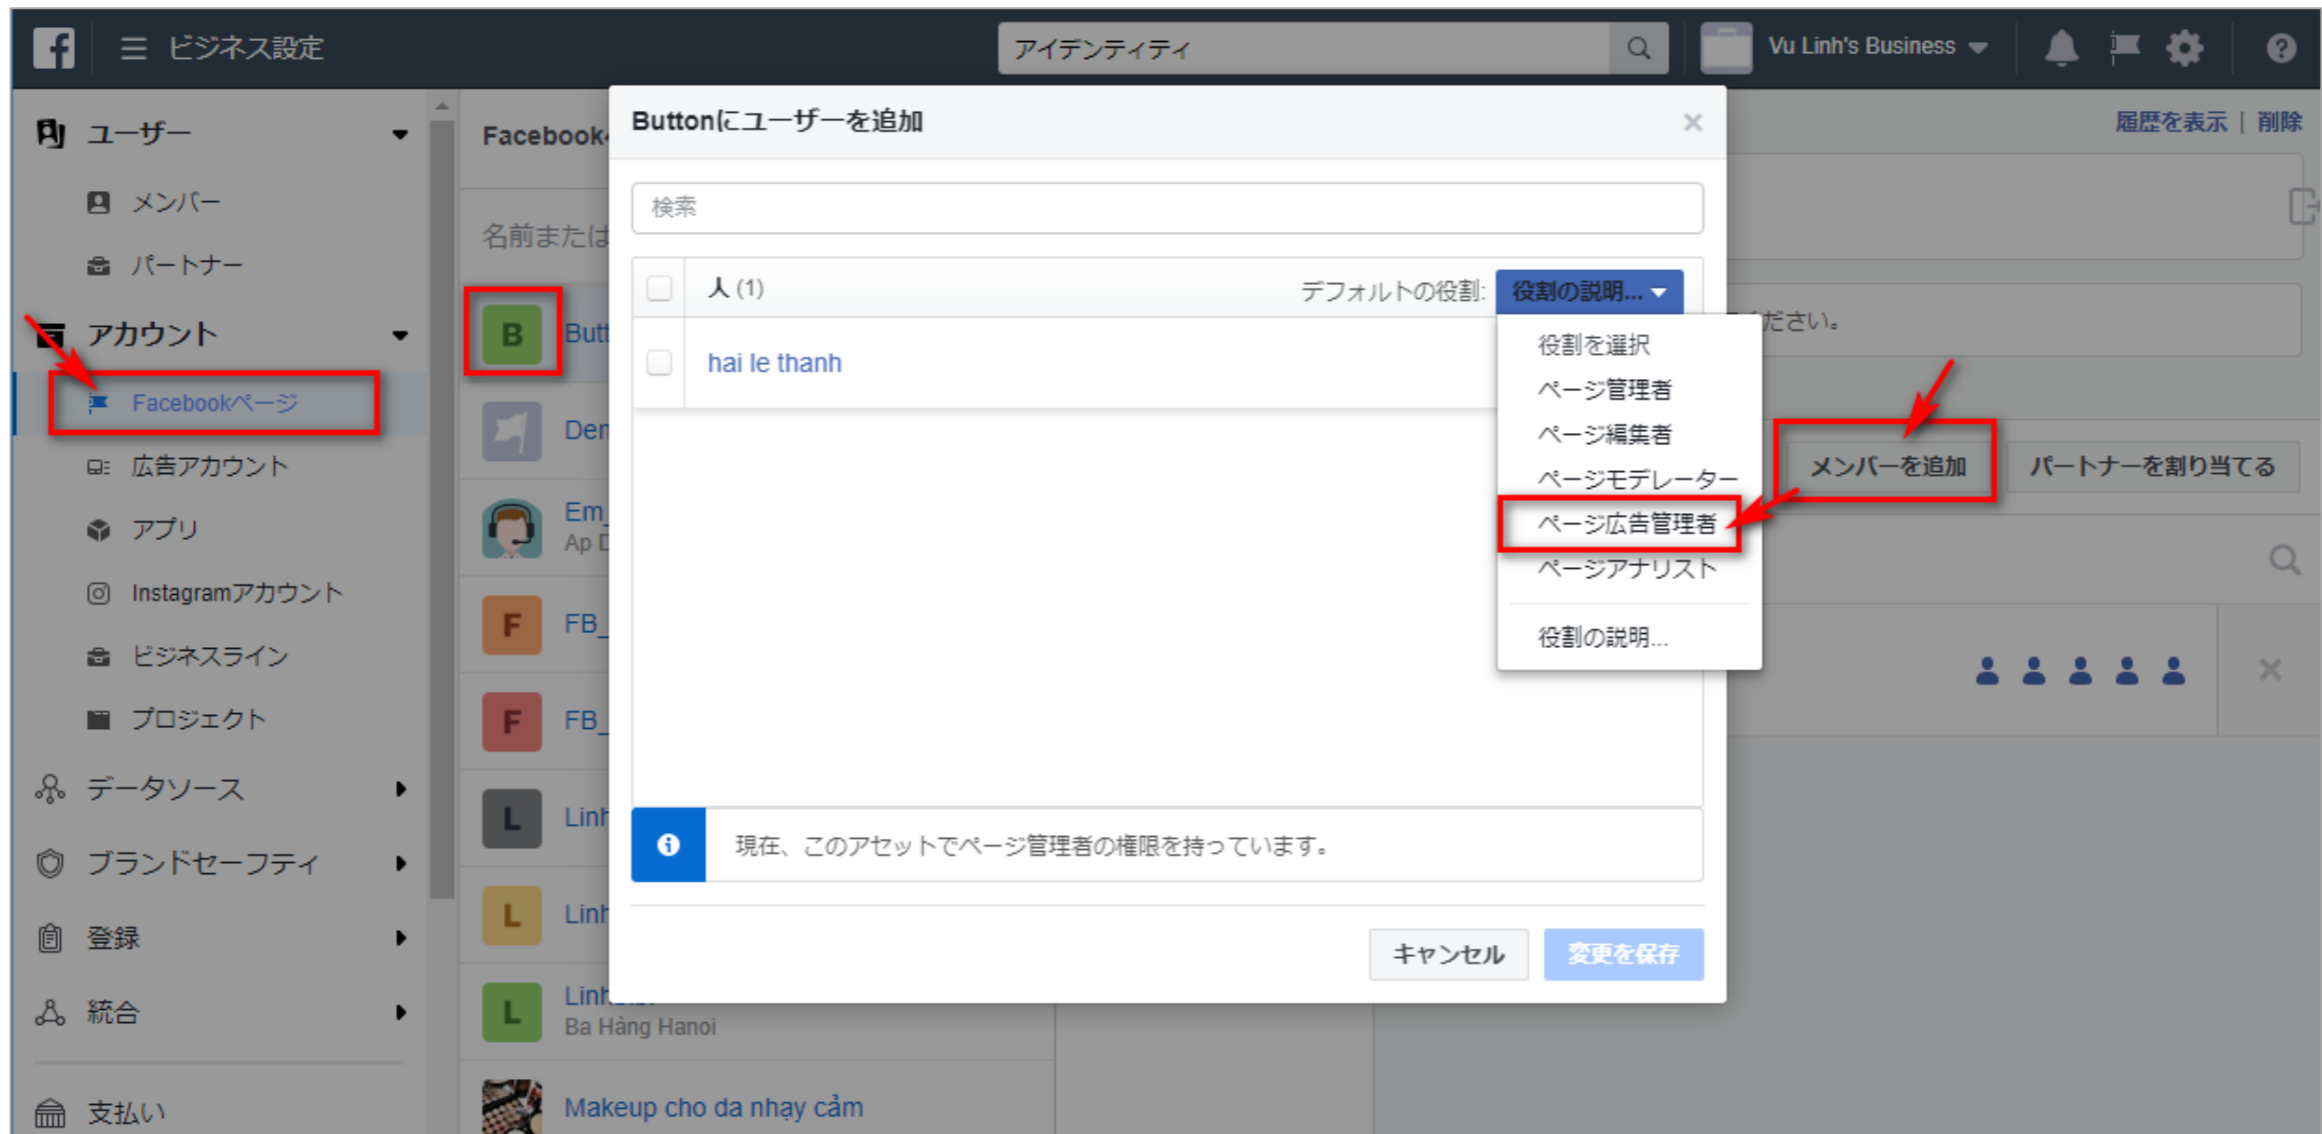 ビジネス設定
アイデンティティ
Vu Linh's Business
ユーザー
メンバー
パートナー
アカウント
Facebookページ
広告アカウント
アプリ
Instagramアカウント
ビジネスライン
プロジェクト
データソース
ブランドセーフティ
登録
統合
支払い
Facebook
名前または
B
Butt
Den
Em_
Ap D
F
FB_
F
FB_
L
Linh
L
Linh
L
Linh
Ba Hàng Hanoi
Makeup cho da nhạy cảm
Buttonにユーザーを追加
検索
人 (1)
デフォルトの役割:
役割の説明...
hai le thanh
役割を選択
ページ管理者
ページ編集者
ページモデレーター
ページ広告管理者
ページアナリスト
役割の説明...
現在、このアセットでページ管理者の権限を持っています。
キャンセル
変更を保存
履歴を表示 | 削除
ださい。
メンバーを追加
パートナーを割り当てる